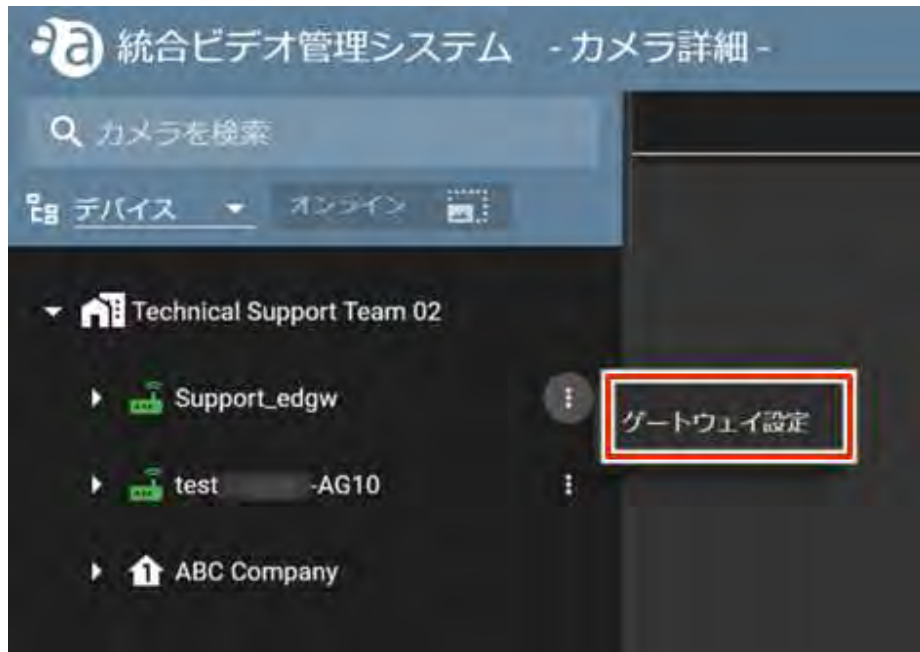 統合ビデオ管理システム - カメラ詳細 -
カメラを検索
デバイス オンライン
Technical Support Team 02
Support_edgw
ゲートウェイ設定
test -AG10
ABC Company